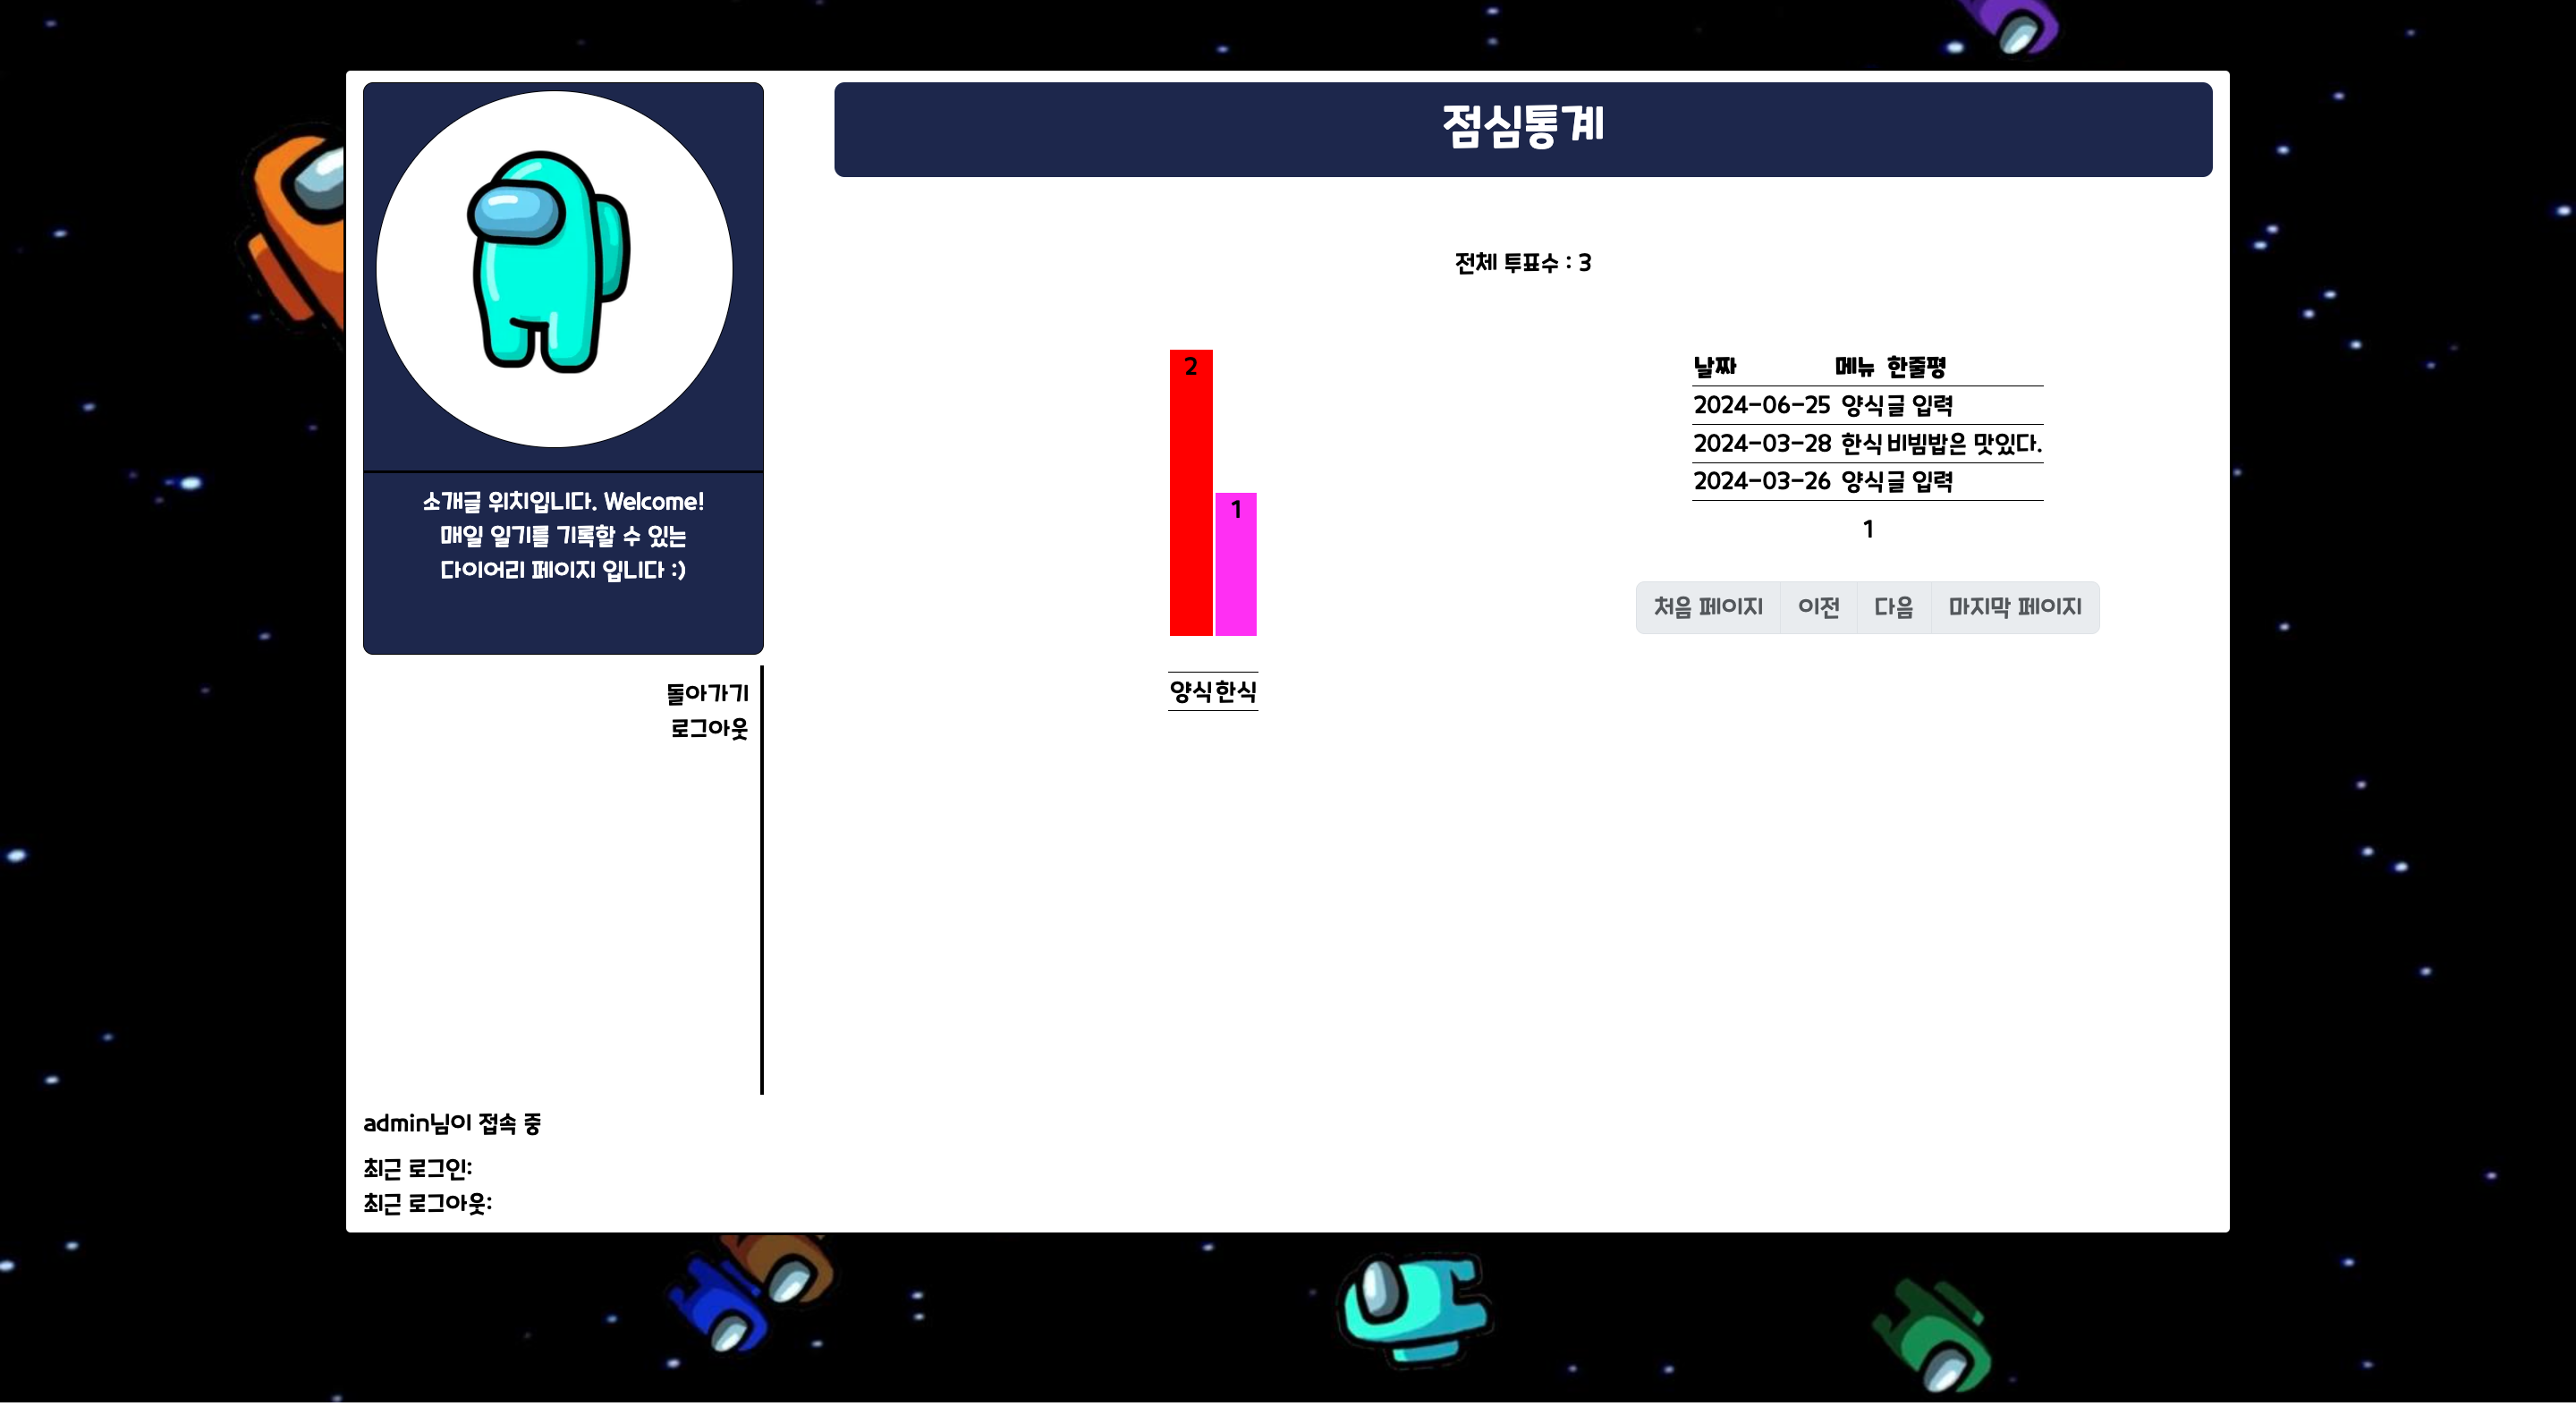 소개글 위치입니다. Welcome!
매일 일기를 기록할 수 있는
다이어리 페이지 입니다 :)
돌아가기
로그아웃
admin님이 접속 중
최근 로그인:
최근 로그아웃:
점심통계
전체 투표수 : 3
2
1
양식 한식
날짜 메뉴 한줄평
2024-06-25 양식 글 입력
2024-03-28 한식 비빔밥은 맛있다.
2024-03-26 양식 글 입력
1
처음 페이지 이전 다음 마지막 페이지